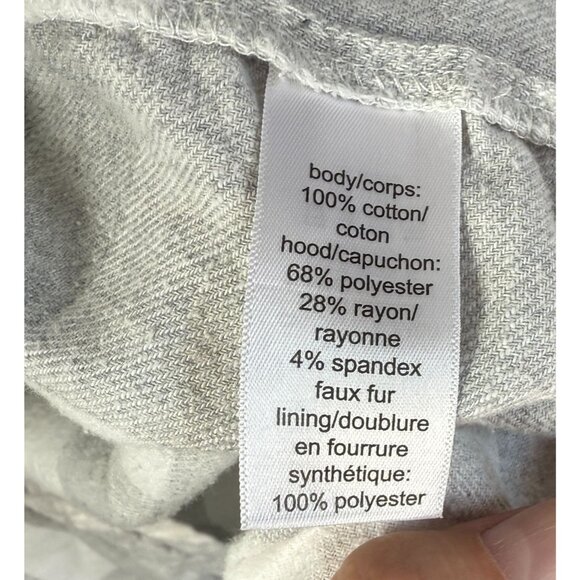 body/corps:
100% cotton/
coton
hood/capuchon:
68% polyester
28% rayon/
rayonne
4% spandex
faux fur
lining/doublure
en fourrure
synthétique:
100% polyester